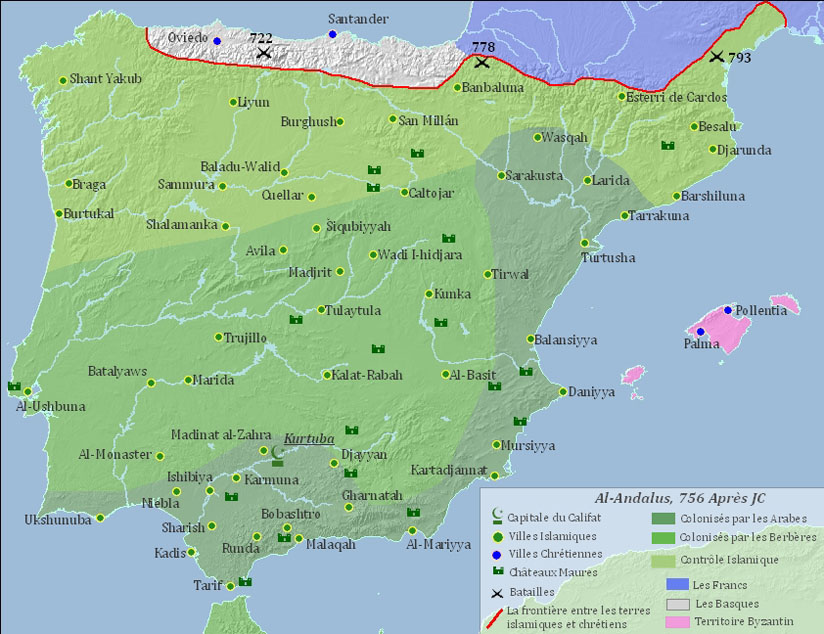 Santander
Oviedo
722
778
793
Shant Yakub
Liyun
Banbaluna
Esterri de Cardos
Burghush
San Millán
Besalu
Wasqah
Djarunda
Baladu-Walid
Sarakusta
Larida
Braga
Sammura
Cuellar
Caltojar
Barshiluna
Burtukal
Tarrakuna
Shalamanka
Siqubiyyah
Avila
Wadi I-hidjara
Turtusha
Madjrit
Tirwal
Kunka
Tulaytula
Pollentia
Trujillo
Balansiyya
Palma
Batalyaws
Marida
Kalat-Rabah
Al-Basit
Daniyya
Al-Ushbuna
Madinat al-Zahra
Kurtuba
Mursiyya
Al-Monaster
Djayyan
Ishibiya
Karmuna
Kartadjannat
Niebla
Gharnatah
Ukshunuba
Sharish
Bobashtro
Kadis
Runda
Malaqah
Al-Mariyya
Tarif
Al-Andalus, 756 Après JC
Capitale du Califat
Villes Islamiques
Villes Chrétiennes
Châteaux Maures
Batailles
La frontière entre les terres
islamiques et chrétiens
Colonisés par les Arabes
Colonisés par les Berbères
Contrôle Islamique
Les Francs
Les Basques
Territoire Byzantin